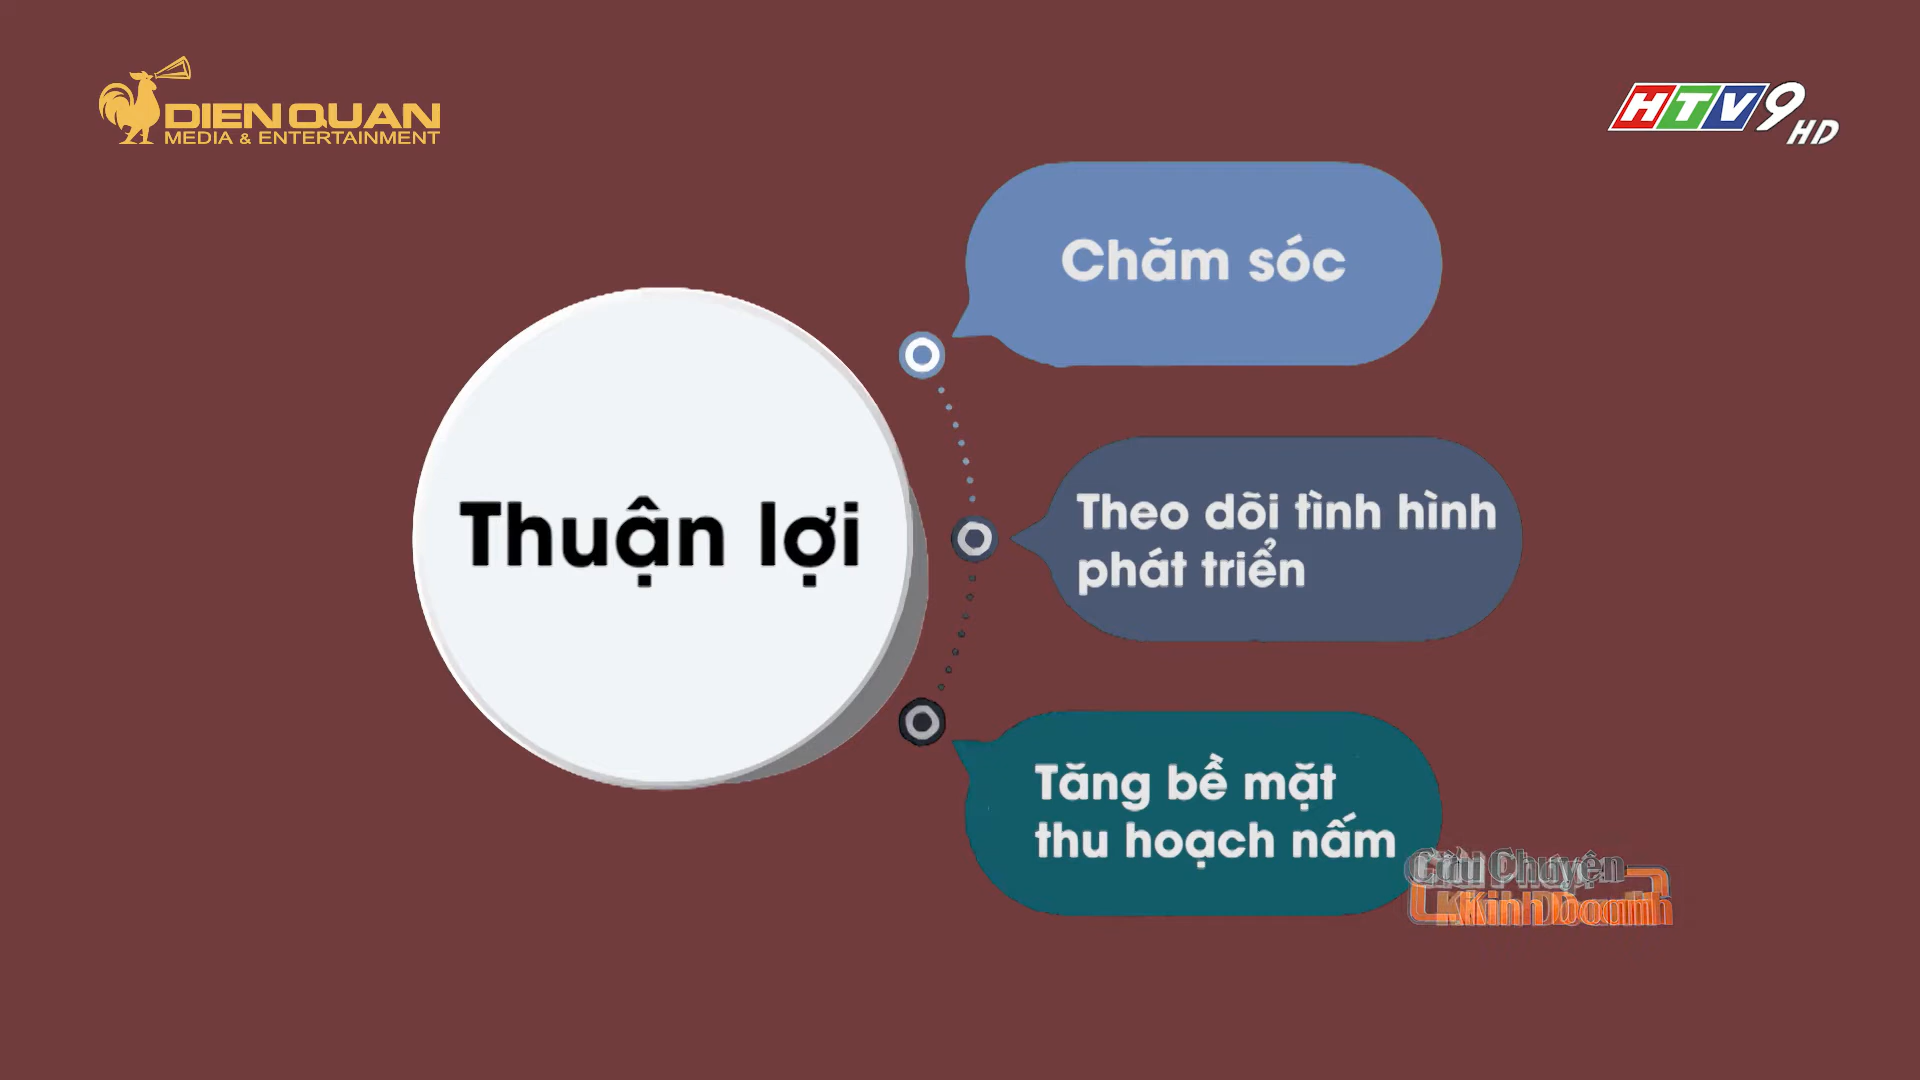 DIEN QUAN
MEDIA & ENTERTAINMENT
HTV9
HD
Chăm sóc
Thuận lợi
Theo dõi tình hình
phát triển
Tăng bề mặt
thu hoạch nấm
Câu Chuyện
Kinh Doanh